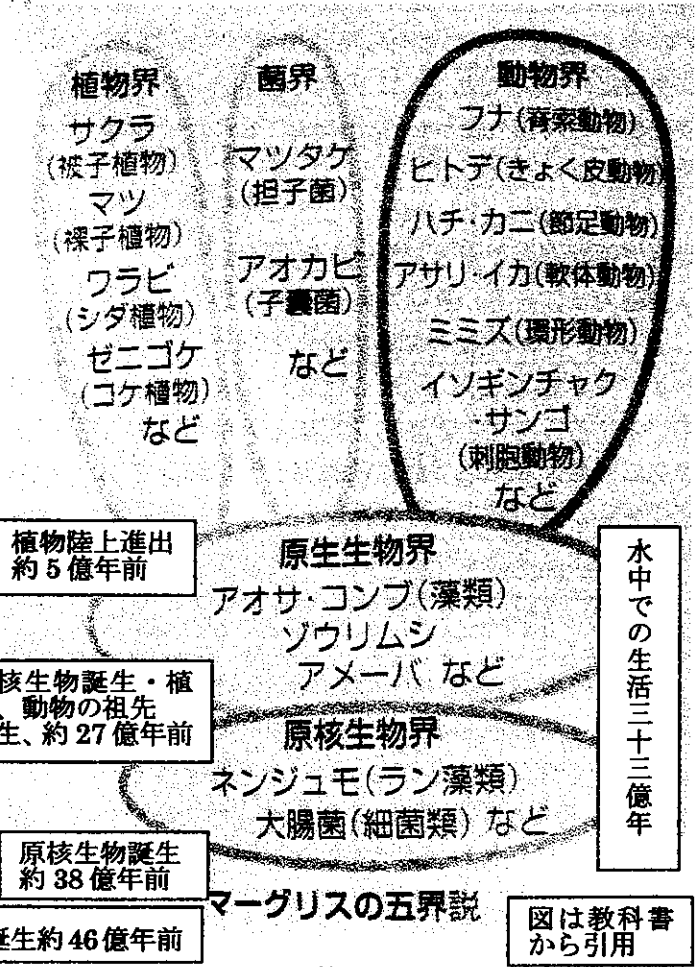 植物界
サクラ
(被子植物)
マツ
(裸子植物)
ワラビ
(シダ植物)
ゼニゴケ
(コケ植物)
など
菌界
マツタケ
(担子菌)
アオカビ
(子嚢菌)
など
動物界
フナ(脊索動物)
ヒトデ(きょく皮動物)
ハチ・カニ(節足動物)
アサリ・イカ(軟体動物)
ミミズ(環形動物)
イソギンチャク
・サンゴ
(刺胞動物)
など
植物陸上進出
約5億年前
原生生物界
アオサ・コンブ(藻類)
ゾウリムシ
アメーバ など
水中での生活三十三億年
核生物誕生・植
、動物の祖先
生、約27億年前
原核生物界
ネンジュモ(ラン藻類)
大腸菌(細菌類) など
原核生物誕生
約38億年前
マーグリスの五界説
誕生約46億年前
図は教科書
から引用